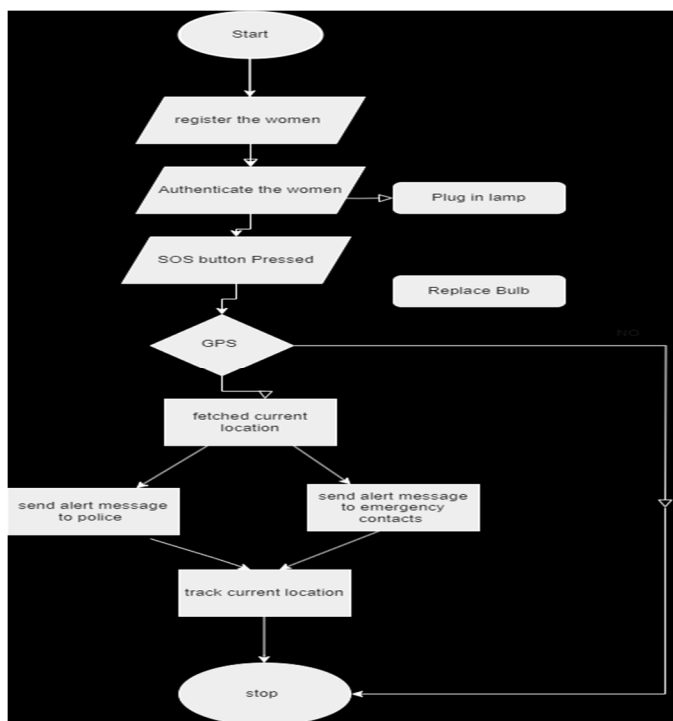 Start
register the women
Authenticate the women
Plug in lamp
SOS button Pressed
Replace Bulb
NO
GPS
fetched current
location
send alert message
to police
send alert message
to emergency
contacts
track current location
stop